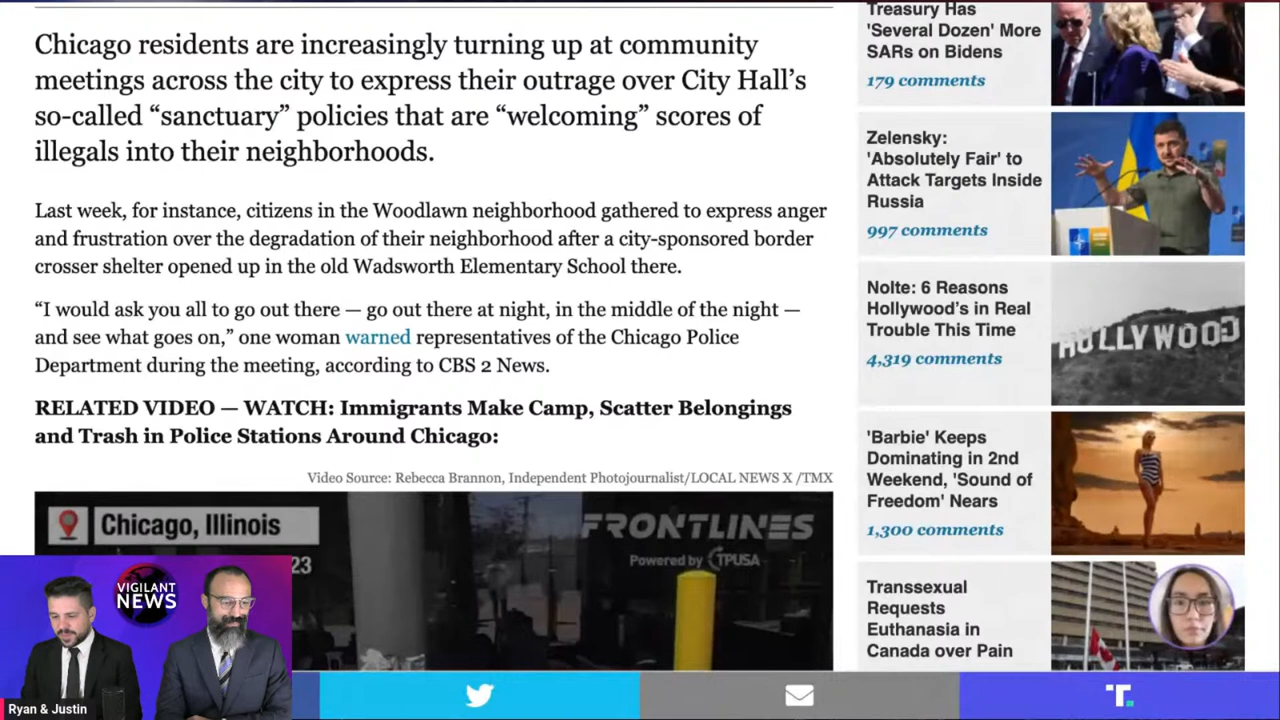 Chicago residents are increasingly turning up at community
meetings across the city to express their outrage over City Hall’s
so-called “sanctuary” policies that are “welcoming” scores of
illegals into their neighborhoods.
Last week, for instance, citizens in the Woodlawn neighborhood gathered to express anger
and frustration over the degradation of their neighborhood after a city-sponsored border
crosser shelter opened up in the old Wadsworth Elementary School there.
“I would ask you all to go out there — go out there at night, in the middle of the night —
and see what goes on,” one woman warned representatives of the Chicago Police
Department during the meeting, according to CBS 2 News.
RELATED VIDEO — WATCH: Immigrants Make Camp, Scatter Belongings
and Trash in Police Stations Around Chicago:
Video Source: Rebecca Brannon, Independent Photojournalist/LOCAL NEWS X /TMX
Chicago, Illinois
23
FRONTLINES
Powered by TPUSA
VIGILANT
NEWS
Ryan & Justin
Treasury Has
'Several Dozen' More
SARs on Bidens
179 comments
Zelensky:
'Absolutely Fair' to
Attack Targets Inside
Russia
997 comments
Nolte: 6 Reasons
Hollywood’s in Real
Trouble This Time
4,319 comments
HOLLYWOOD
'Barbie' Keeps
Dominating in 2nd
Weekend, 'Sound of
Freedom' Nears
1,300 comments
Transsexual
Requests
Euthanasia in
Canada over Pain
T.